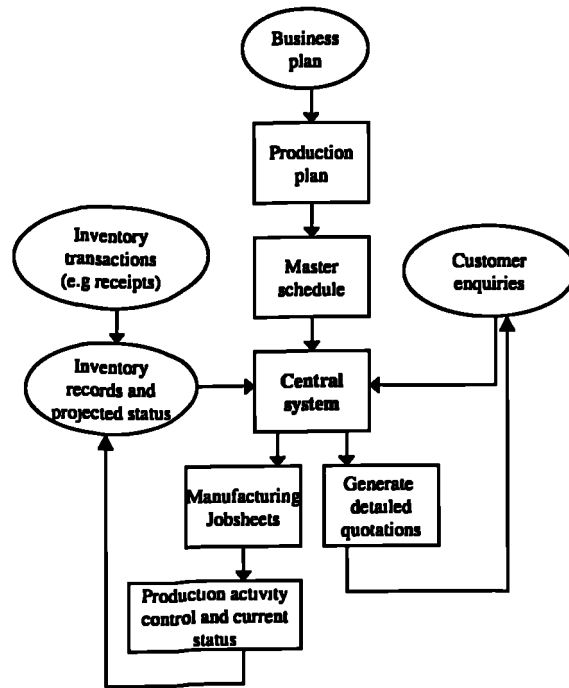 Business
plan
Production
plan
Inventory
transactions
(e.g receipts)
Master
schedule
Customer
enquiries
Inventory
records and
projected status
Central
system
Manufacturing
Jobsheets
Generate
detailed
quotations
Production activity
control and current
status